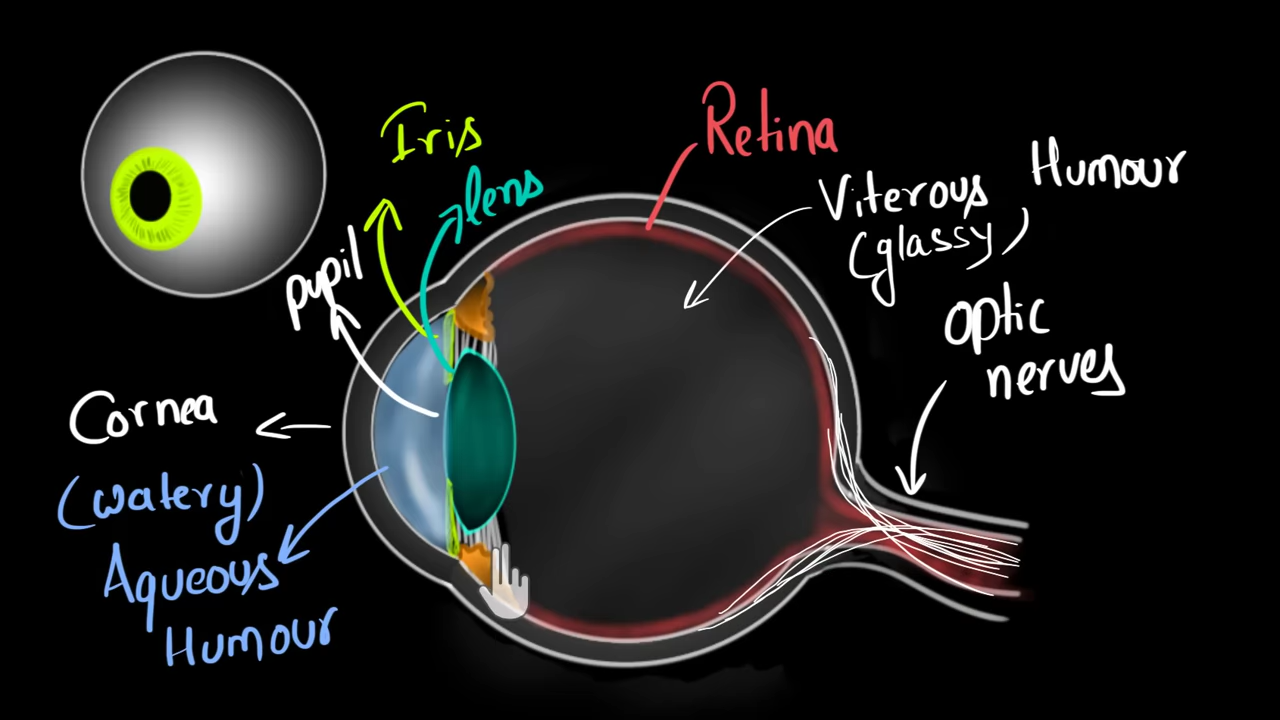 Iris
lens
pupil
Retina
Viterous Humour
(glassy)
Optic
nerves
Cornea
(watery)
Aqueous
Humour